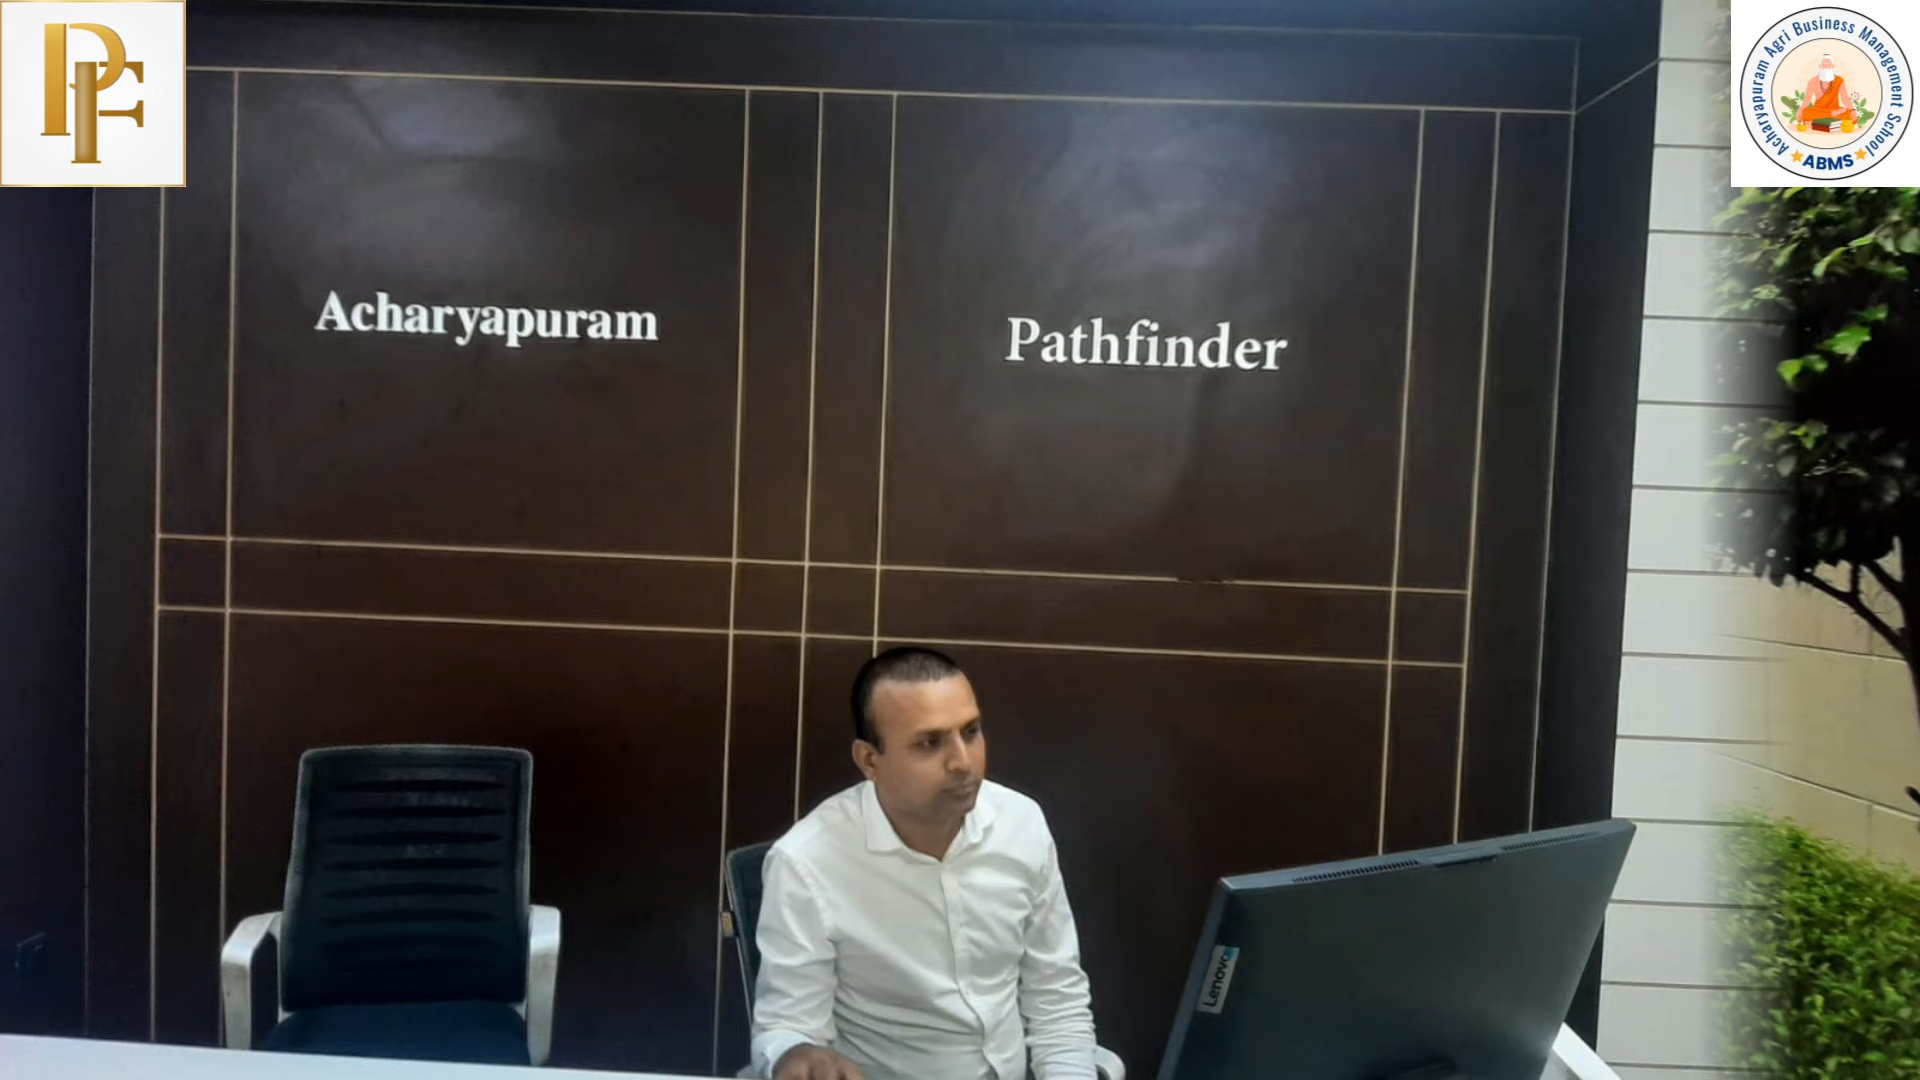 PF
Acharyapuram Agri Business Management School
ABMS
Acharyapuram
Pathfinder
Lenovo